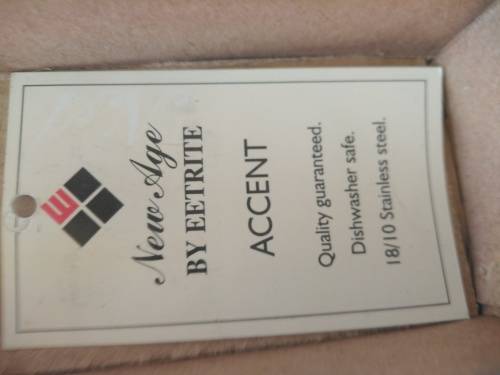 E
New Age
BY EETRITE
ACCENT
Quality guaranteed.
Dishwasher safe.
18/10 Stainless steel.